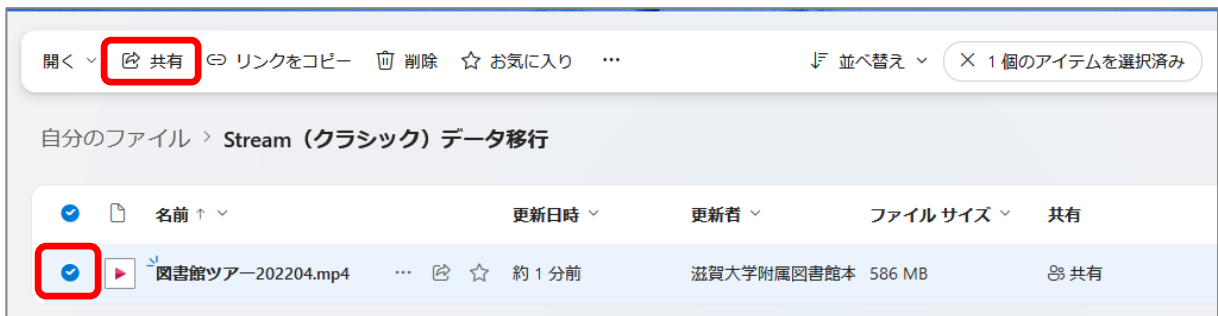 開く 共有 リンクをコピー 削除 お気に入り … 並べ替え × 1 個のアイテムを選択済み
自分のファイル > Stream（クラシック）データ移行
名前 ↑ 更新日時 更新者 ファイル サイズ 共有
図書館ツアー202204.mp4 … 約 1 分前 滋賀大学附属図書館本 586 MB 共有